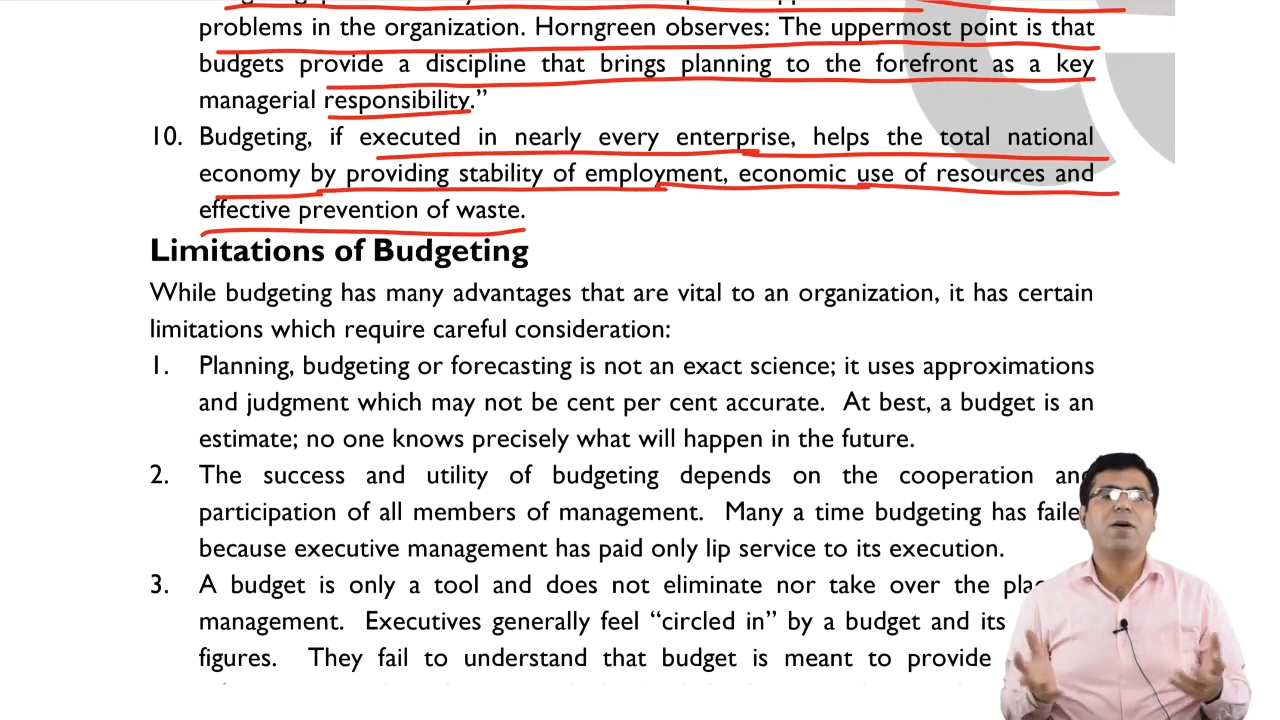 problems in the organization. Horngreen observes: The uppermost point is that
budgets provide a discipline that brings planning to the forefront as a key
managerial responsibility.”
10. Budgeting, if executed in nearly every enterprise, helps the total national
economy by providing stability of employment, economic use of resources and
effective prevention of waste.
Limitations of Budgeting
While budgeting has many advantages that are vital to an organization, it has certain
limitations which require careful consideration:
1. Planning, budgeting or forecasting is not an exact science; it uses approximations
and judgment which may not be cent per cent accurate. At best, a budget is an
estimate; no one knows precisely what will happen in the future.
2. The success and utility of budgeting depends on the cooperation and
participation of all members of management. Many a time budgeting has faile
because executive management has paid only lip service to its execution.
3. A budget is only a tool and does not eliminate nor take over the pla
management. Executives generally feel “circled in” by a budget and its
figures. They fail to understand that budget is meant to provide